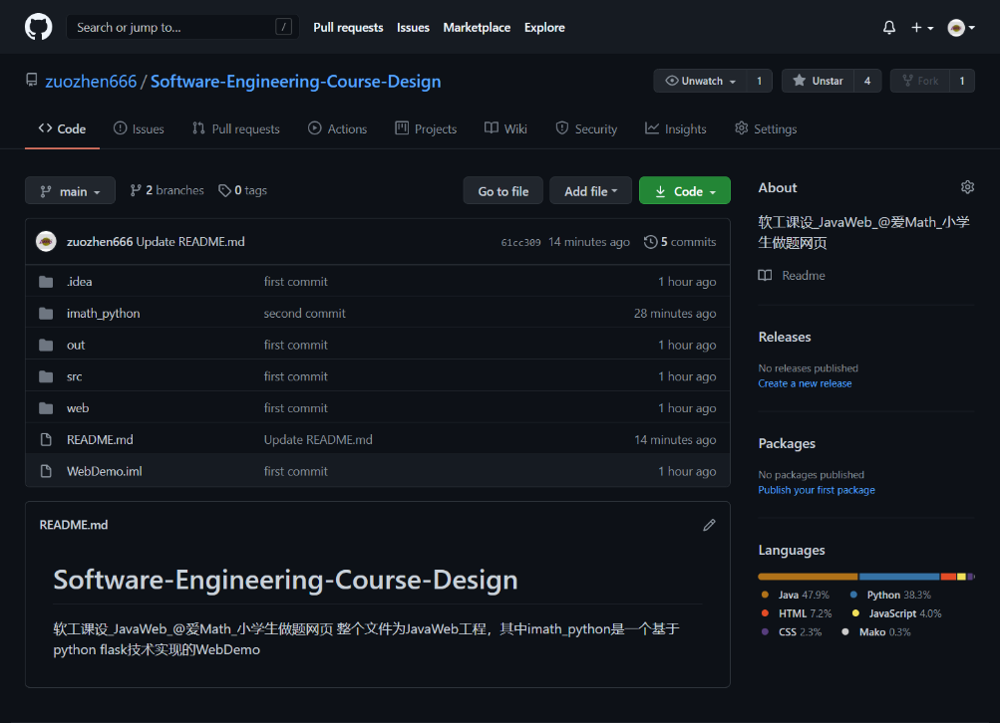 Search or jump to... /
Pull requests Issues Marketplace Explore
zuozhen666 / Software-Engineering-Course-Design
Unwatch 1 Unstar 4 Fork 1
Code Issues Pull requests Actions Projects Wiki Security Insights Settings
main 2 branches 0 tags Go to file Add file Code
zuozhen666 Update README.md 61cc309 14 minutes ago 5 commits
.idea first commit 1 hour ago
imath_python second commit 28 minutes ago
out first commit 1 hour ago
src first commit 1 hour ago
web first commit 1 hour ago
README.md Update README.md 14 minutes ago
WebDemo.iml first commit 1 hour ago
README.md
Software-Engineering-Course-Design
软工课设_JavaWeb_@爱Math_小学生做题网页 整个文件为JavaWeb工程，其中imath_python是一个基于
python flask技术实现的WebDemo
About
软工课设_JavaWeb_@爱Math_小学
生做题网页
Readme
Releases
No releases published
Create a new release
Packages
No packages published
Publish your first package
Languages
Java 47.9% Python 38.3%
HTML 7.2% JavaScript 4.0%
CSS 2.3% Mako 0.3%